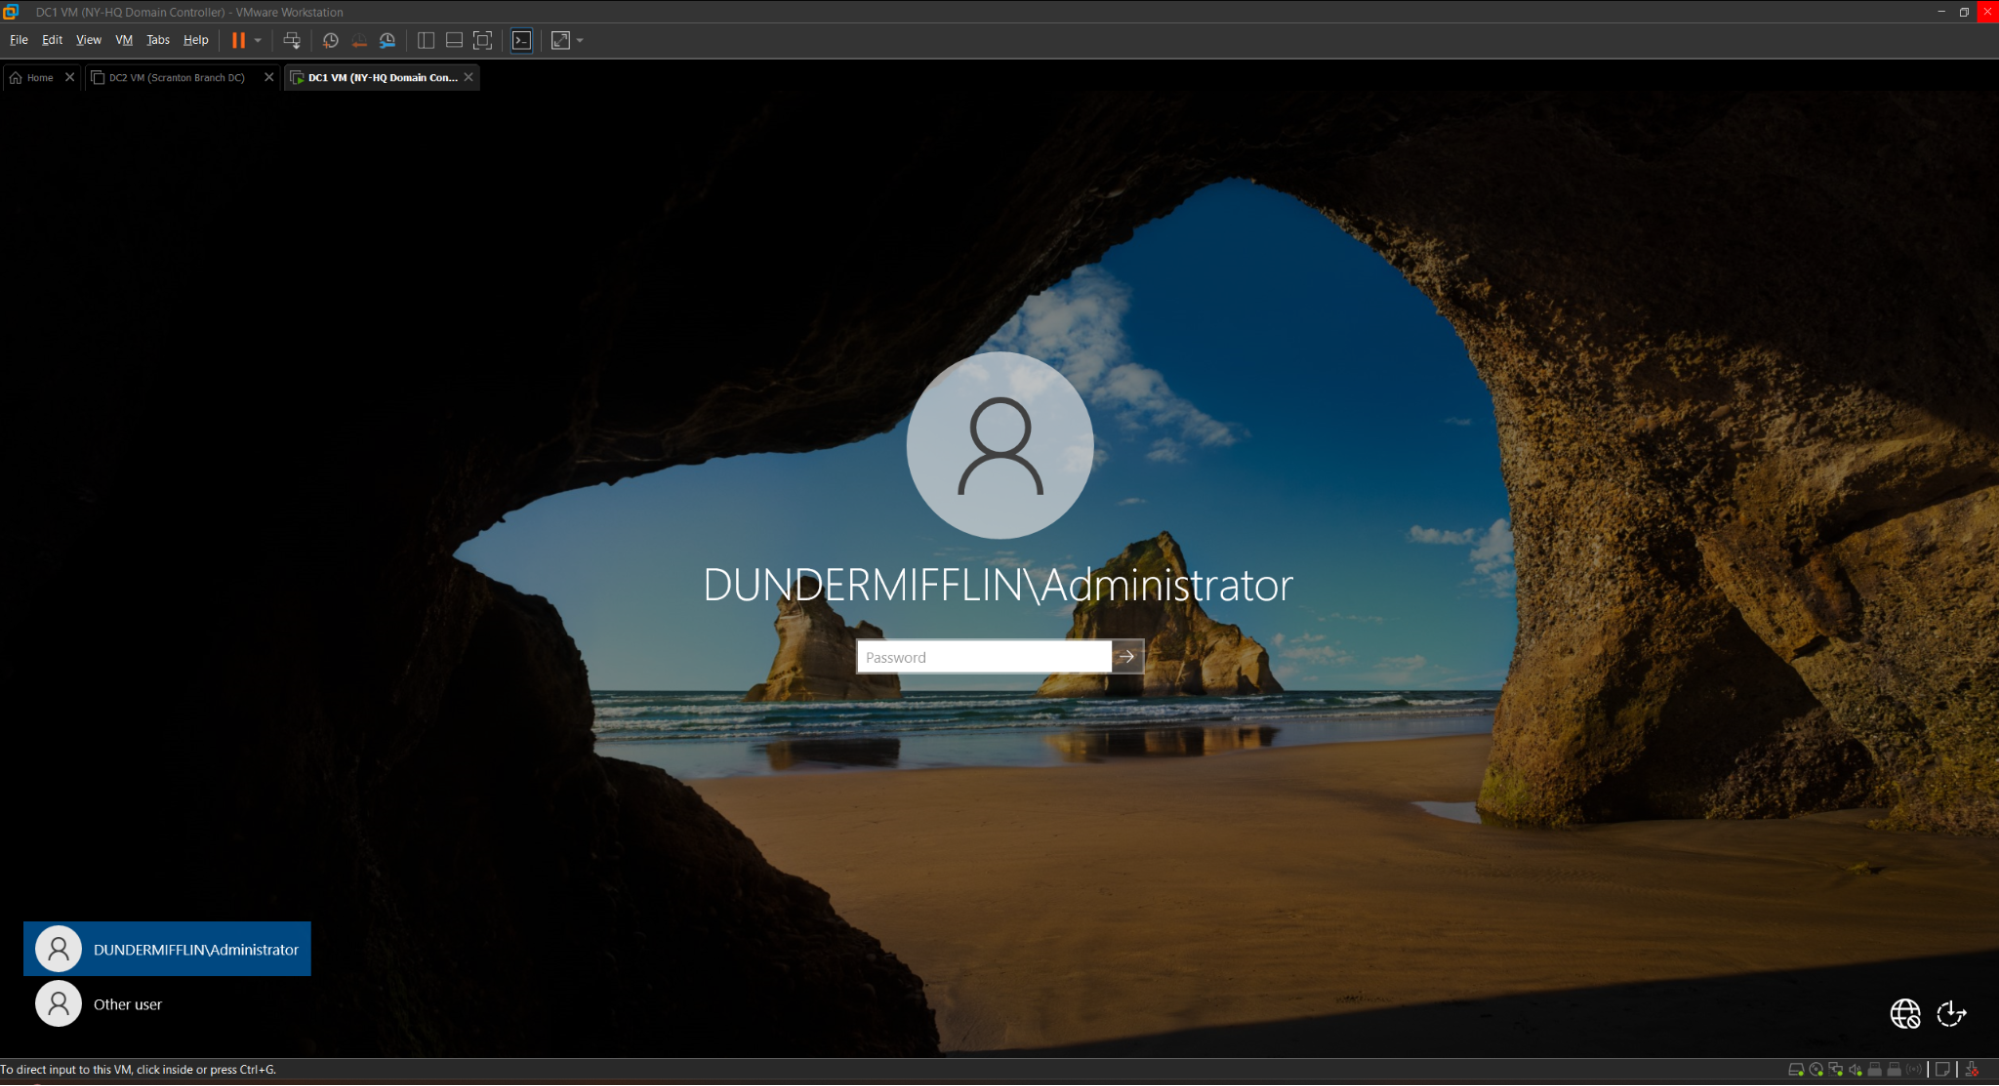 DC1 VM (NY-HQ Domain Controller) - VMware Workstation
File Edit View VM Tabs Help
Home DC2 VM (Scranton Branch DC) DC1 VM (NY-HQ Domain Con...
DUNDERMIFFLIN\Administrator
Password
DUNDERMIFFLIN\Administrator
Other user
To direct input to this VM, click inside or press Ctrl+G.